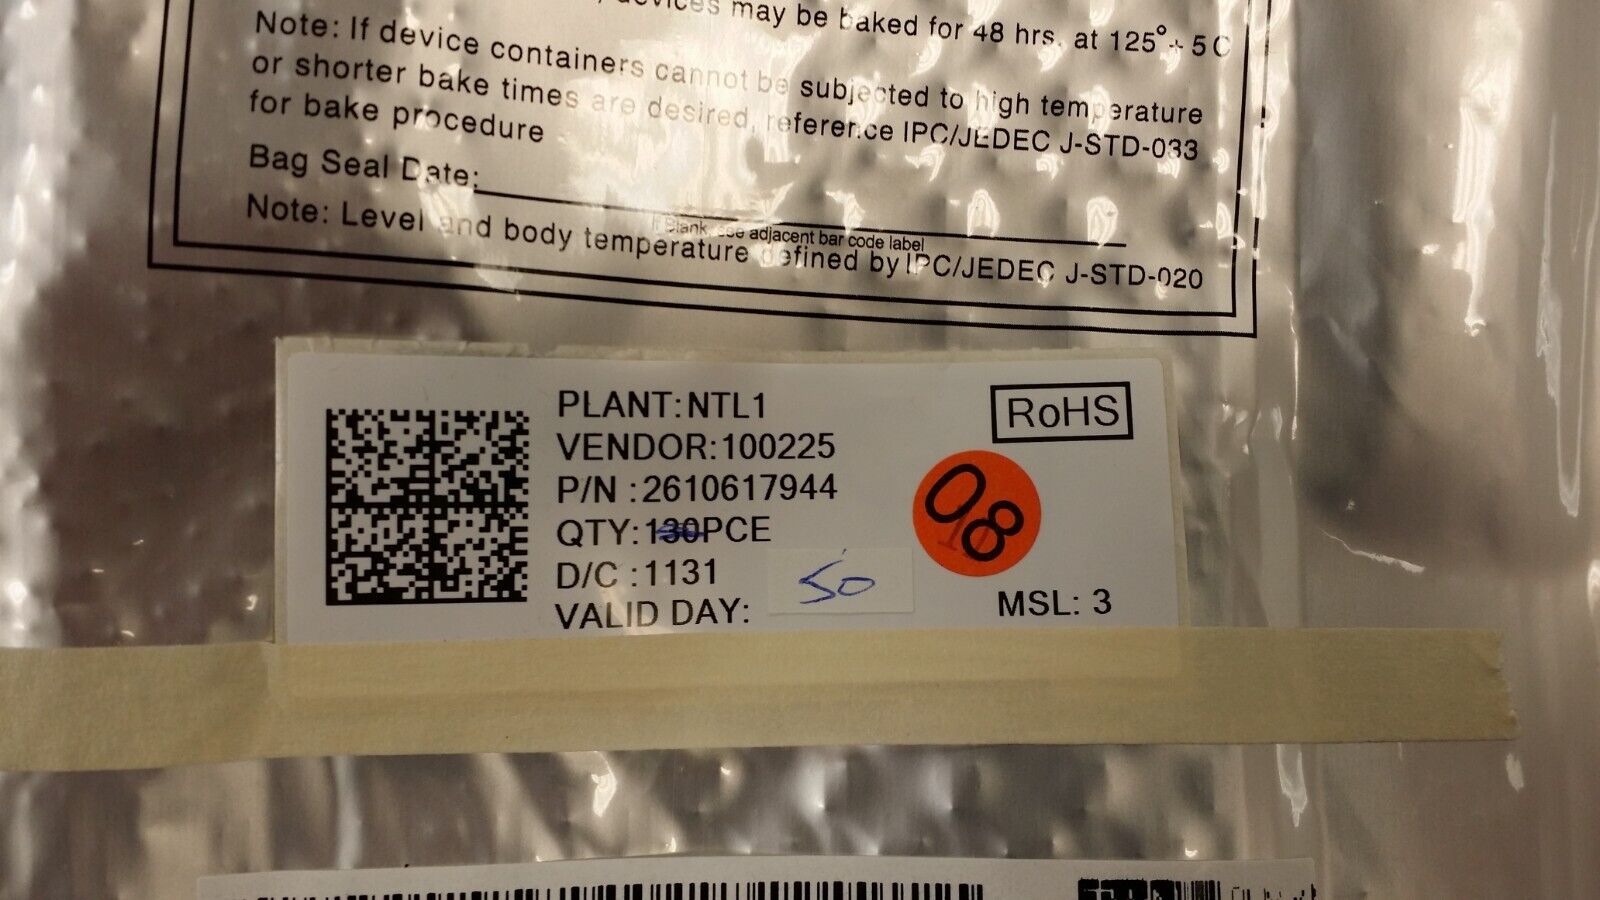 devices may be baked for 48 hrs. at 125°+ 5 C
Note: If device containers cannot be subjected to high temperature
or shorter bake times are desired, reference IPC/JEDEC J-STD-033
for bake procedure
Bag Seal Date:
If Blank, see adjacent bar code label
Note: Level and body temperature defined by IPC/JEDEC J-STD-020
PLANT:NTL1
VENDOR:100225
P/N :2610617944
QTY:130PCE
D/C :1131
50
VALID DAY:
RoHS
08
MSL: 3